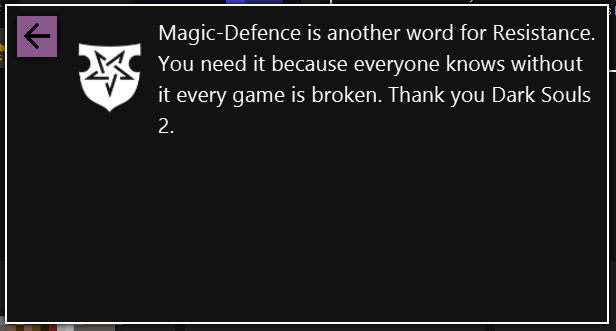 Magic-Defence is another word for Resistance.
You need it because everyone knows without
it every game is broken. Thank you Dark Souls
2.